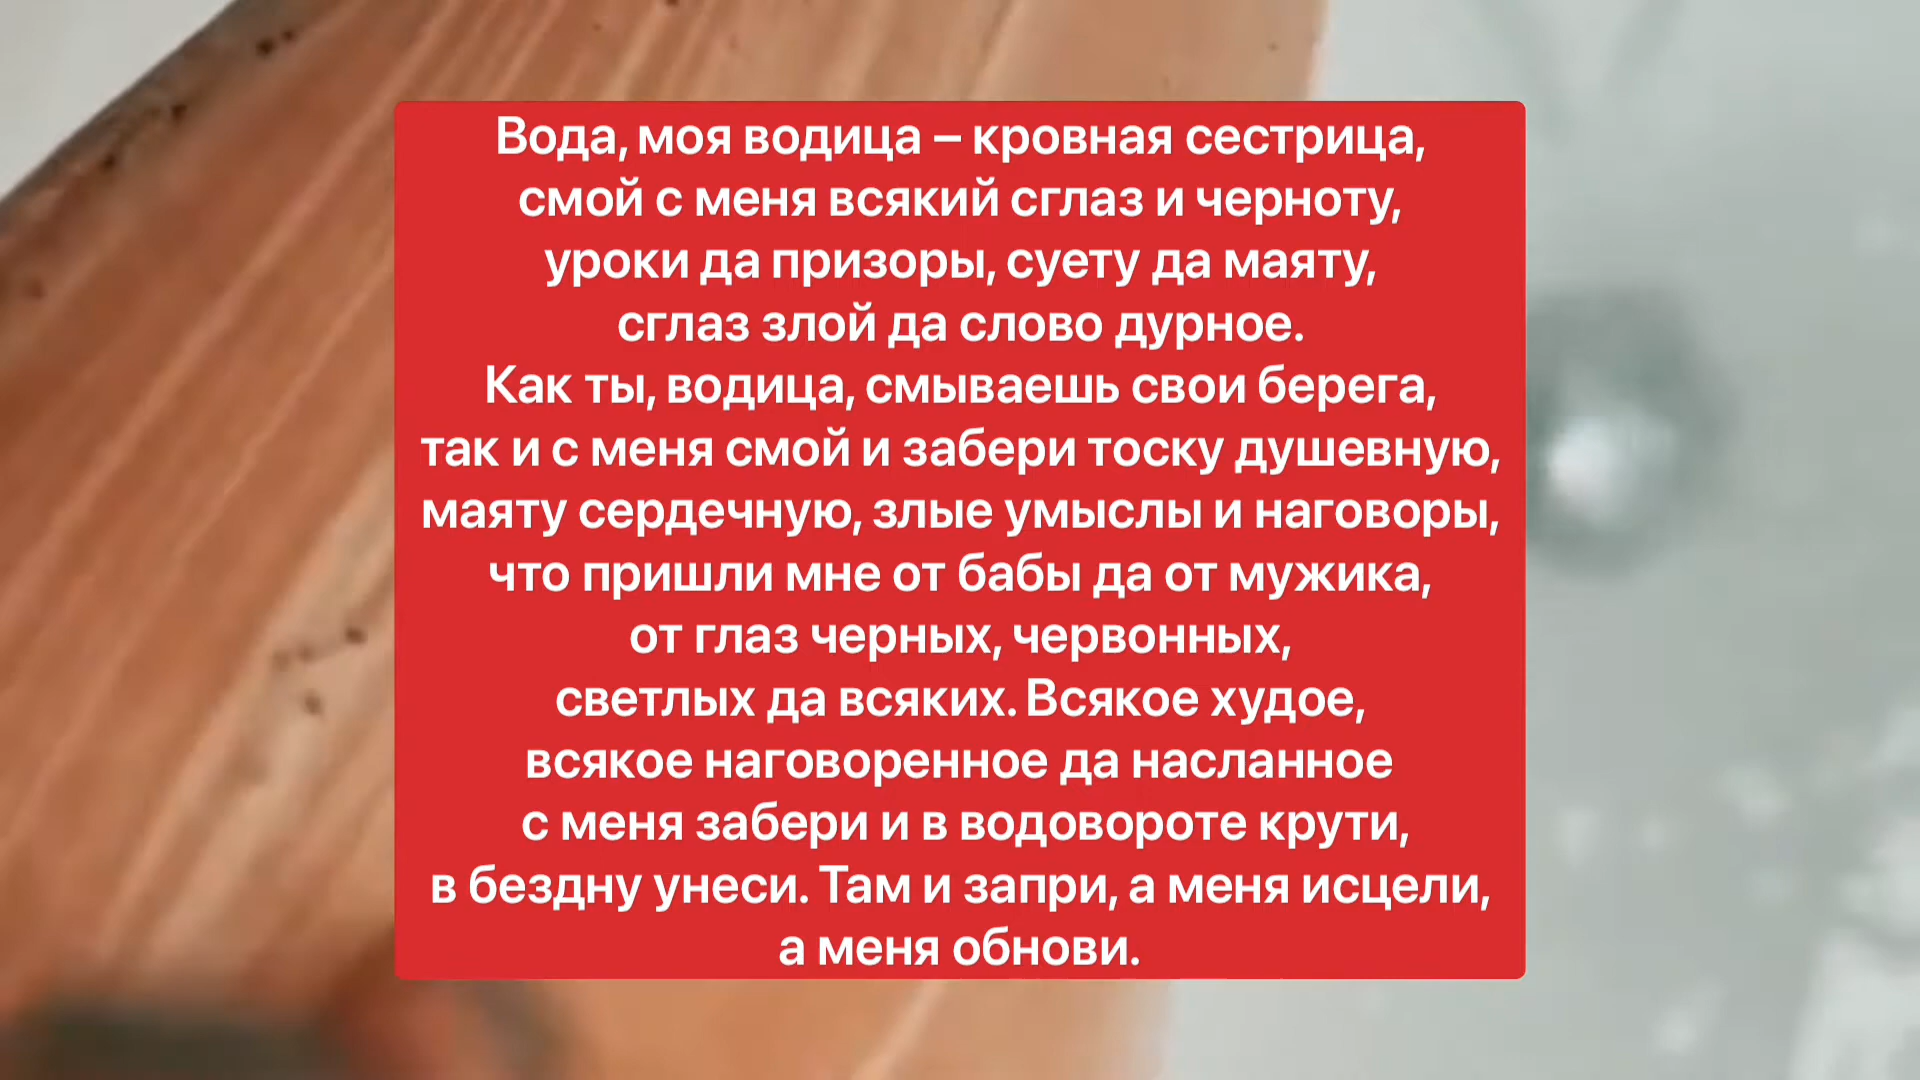 Вода, моя водица – кровная сестрица,
смой с меня всякий сглаз и черноту,
уроки да призоры, суету да маяту,
сглаз злой да слово дурное.
Как ты, водица, смываешь свои берега,
так и с меня смой и забери тоску душевную,
маяту сердечную, злые умыслы и наговоры,
что пришли мне от бабы да от мужика,
от глаз черных, червонных,
светлых да всяких. Всякое худое,
всякое наговоренное да насланное
с меня забери и в водовороте крути,
в бездну унеси. Там и запри, а меня исцели,
а меня обнови.